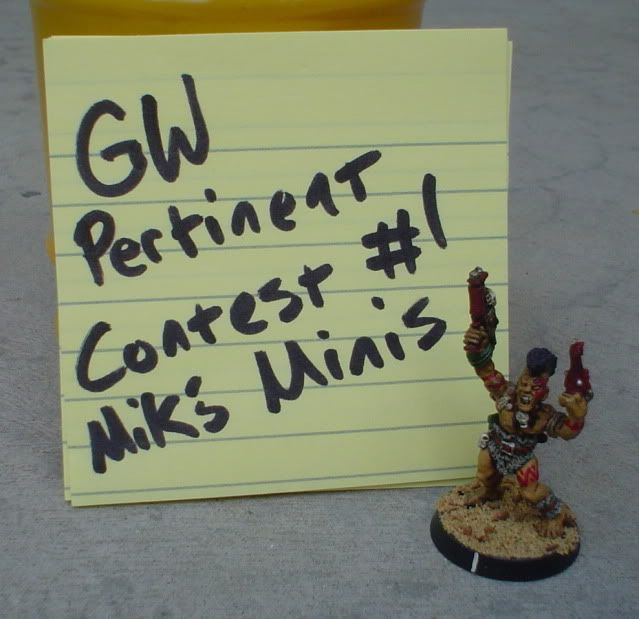 GW
Pertinent
Contest #1
Mik's Minis